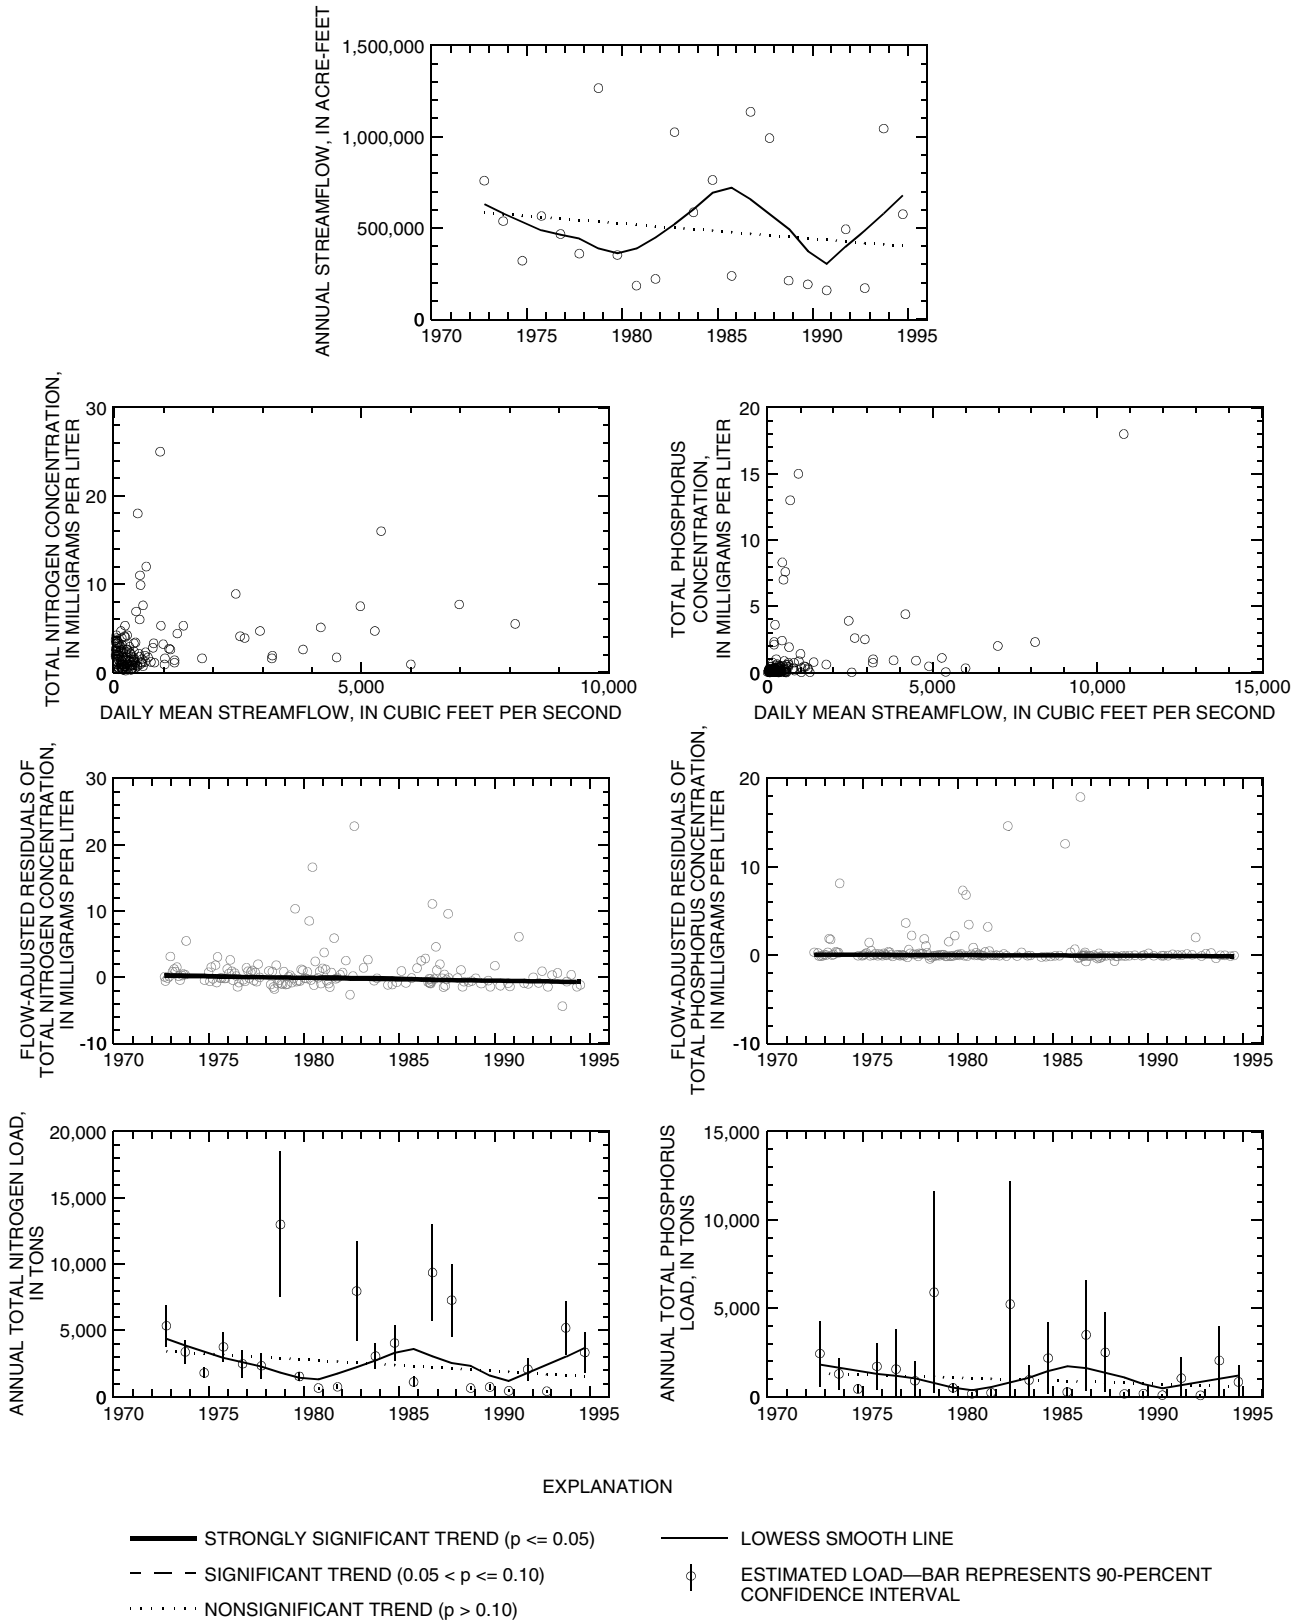 ANNUAL STREAMFLOW, IN ACRE-FEET
1,500,000
1,000,000
500,000
0
1970 1975 1980 1985 1990 1995
TOTAL NITROGEN CONCENTRATION,
IN MILLIGRAMS PER LITER
30
20
10
0
0 5,000 10,000
DAILY MEAN STREAMFLOW, IN CUBIC FEET PER SECOND
TOTAL PHOSPHORUS
CONCENTRATION,
IN MILLIGRAMS PER LITER
20
15
10
5
0
0 5,000 10,000 15,000
DAILY MEAN STREAMFLOW, IN CUBIC FEET PER SECOND
FLOW-ADJUSTED RESIDUALS OF
TOTAL NITROGEN CONCENTRATION,
IN MILLIGRAMS PER LITER
30
20
10
0
-10
1970 1975 1980 1985 1990 1995
FLOW-ADJUSTED RESIDUALS OF
TOTAL PHOSPHORUS CONCENTRATION,
IN MILLIGRAMS PER LITER
20
10
0
-10
1970 1975 1980 1985 1990 1995
ANNUAL TOTAL NITROGEN LOAD,
IN TONS
20,000
15,000
10,000
5,000
0
1970 1975 1980 1985 1990 1995
ANNUAL TOTAL PHOSPHORUS
LOAD, IN TONS
15,000
10,000
5,000
0
1970 1975 1980 1985 1990 1995
EXPLANATION
STRONGLY SIGNIFICANT TREND (p <= 0.05)
SIGNIFICANT TREND (0.05 < p <= 0.10)
NONSIGNIFICANT TREND (p > 0.10)
LOWESS SMOOTH LINE
ESTIMATED LOAD—BAR REPRESENTS 90-PERCENT
CONFIDENCE INTERVAL